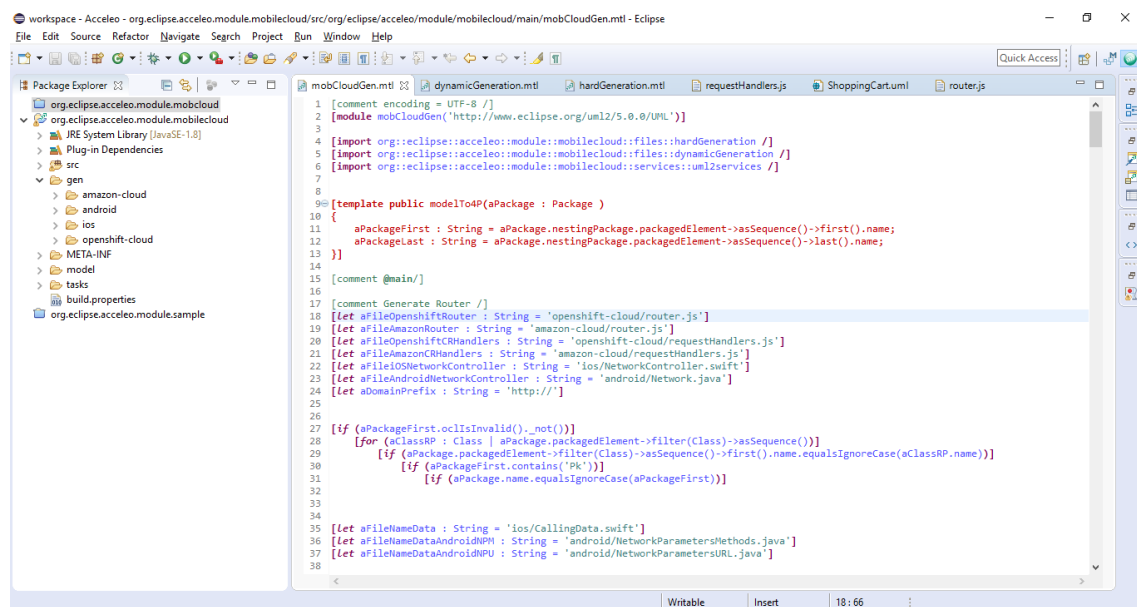 workspace - Acceleo - org.eclipse.acceleo.module.mobilecloud/src/org/eclipse/acceleo/module/mobilecloud/main/mobCloudGen.mtl - Eclipse
File Edit Source Refactor Navigate Search Project Run Window Help
Quick Access
Package Explorer
org.eclipse.acceleo.module.mobcloud
org.eclipse.acceleo.module.mobilecloud
JRE System Library [JavaSE-1.8]
Plug-in Dependencies
src
gen
amazon-cloud
android
ios
openshift-cloud
META-INF
model
tasks
build.properties
org.eclipse.acceleo.module.sample
mobCloudGen.mtl dynamicGeneration.mtl hardGeneration.mtl requestHandlers.js ShoppingCart.uml router.js
1 [comment encoding = UTF-8 /]
2 [module mobCloudGen('http://www.eclipse.org/uml2/5.0.0/UML')]
3
4 [import org::eclipse::acceleo::module::mobilecloud::files::hardGeneration /]
5 [import org::eclipse::acceleo::module::mobilecloud::files::dynamicGeneration /]
6 [import org::eclipse::acceleo::module::mobilecloud::services::uml2services /]
7
8
9 [template public modelTo4P(aPackage : Package )
10 {
11 aPackageFirst : String = aPackage.nestingPackage.packagedElement->asSequence()->first().name;
12 aPackageLast : String = aPackage.nestingPackage.packagedElement->asSequence()->last().name;
13 }]
14
15 [comment @main/]
16
17 [comment Generate Router /]
18 [let aFileOpenshiftRouter : String = 'openshift-cloud/router.js']
19 [let aFileAmazonRouter : String = 'amazon-cloud/router.js']
20 [let aFileOpenshiftCRHandlers : String = 'openshift-cloud/requestHandlers.js']
21 [let aFileAmazonCRHandlers : String = 'amazon-cloud/requestHandlers.js']
22 [let aFileiOSNetworkController : String = 'ios/NetworkController.swift']
23 [let aFileAndroidNetworkController : String = 'android/Network.java']
24 [let aDomainPrefix : String = 'http://']
25
26
27 [if (aPackageFirst.oclIsInvalid()._not())]
28 [for (aClassRP : Class | aPackage.packagedElement->filter(Class)->asSequence())]
29 [if (aPackage.packagedElement->filter(Class)->asSequence()->first().name.equalsIgnoreCase(aClassRP.name))]
30 [if (aPackageFirst.contains('Pk'))]
31 [if (aPackage.name.equalsIgnoreCase(aPackageFirst))]
32
33
34
35 [let aFileNameData : String = 'ios/CallingData.swift']
36 [let aFileNameDataAndroidNPM : String = 'android/NetworkParametersMethods.java']
37 [let aFileNameDataAndroidNPU : String = 'android/NetworkParametersURL.java']
38
Writable Insert 18 : 66